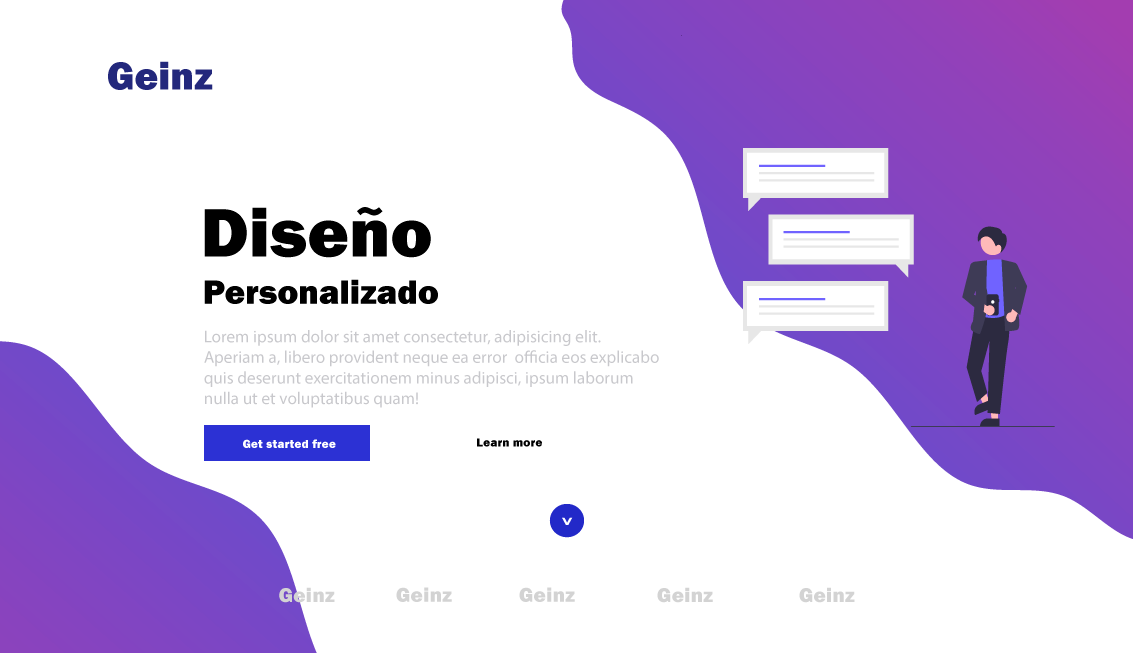 Geinz
Diseño
Personalizado
Lorem ipsum dolor sit amet consectetur, adipisicing elit.
Aperiam a, libero provident neque ea error officia eos explicabo
quis deserunt exercitationem minus adipisci, ipsum laborum
nulla ut et voluptatibus quam!
Get started free
Learn more
v
Geinz Geinz Geinz Geinz Geinz